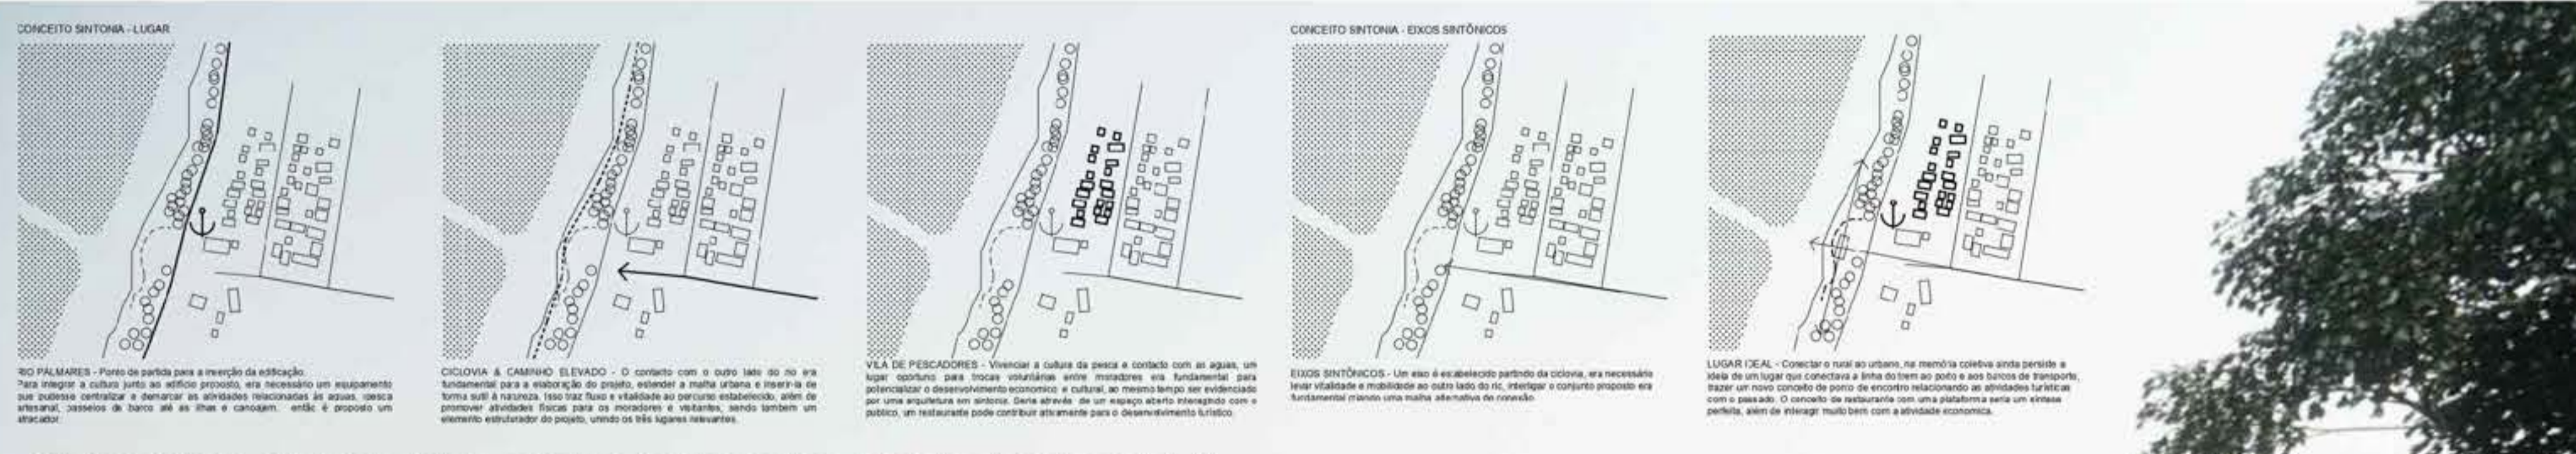 CONCEITO SINTONIA - LUGAR
RIO PALMARES - Ponto de partida para a inserção da edificação.
Para integrar a cultura junto ao edifício proposto, era necessário um equipamento
que pudesse centralizar e demarcar as atividades relacionadas às aguas, pesca
artesanal, passeios de barco até as ilhas e canoajem. então é proposto um
atracador.
CICLOVIA & CAMINHO ELEVADO - O contacto com o outro lado do rio era
fundamental para a elaboração do projeto, estender a malha urbana e inseri-la de
forma sutil à natureza. Isso traz fluxo e vitalidade ao percurso estabelecido, além de
promover atividades físicas para os moradores e visitantes, sendo também um
elemento estruturador do projeto, unindo os três lugares relevantes.
VILA DE PESCADORES - Vivenciar a cultura da pesca e contacto com as aguas, um
lugar oportuno para trocas voluntárias entre moradores era fundamental para
potencializar o desenvolvimento economico e cultural, ao mesmo tempo ser evidenciado
por uma arquitetura em sintonia. Seria através de um espaço aberto interagindo com o
publico, um restaurante pode contribuir ativamente para o desenvolvimento turístico.
CONCEITO SINTONIA - EIXOS SINTÔNICOS
EIXOS SINTÔNICOS - Um eixo é estabelecido partindo da ciclovia, era necessário
levar vitalidade e mobilidade ao outro lado do rio, interligar o conjunto proposto era
fundamental criando uma malha alternativa de conexão.
LUGAR IDEAL - Conectar o rural ao urbano, na memória coletiva ainda persiste a
ideia de um lugar que conectava a linha do trem ao porto e aos barcos de transporte,
trazer um novo conceito de ponto de encontro relacionando as atividades turísticas
com o passado. O conceito de restaurante com uma plataforma seria um síntese
perfeita, além de interagir muito bem com a atividade economica.